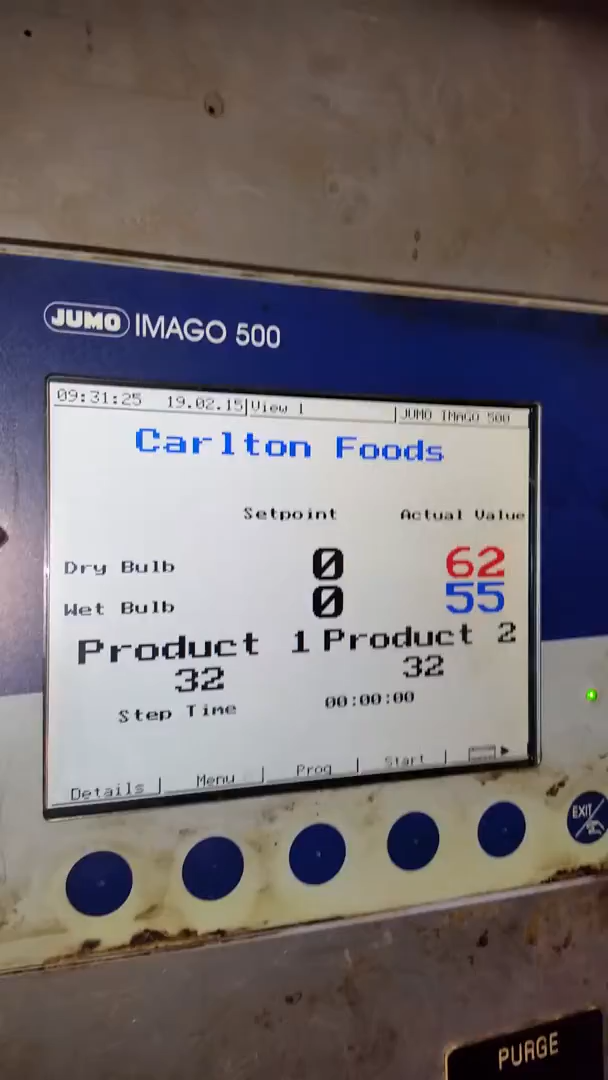 JUMO IMAGO 500
09:31:25 19.02.15 View 1 JUMO IMAGO 500
Carlton Foods
Setpoint Actual Value
Dry Bulb 0 62
Wet Bulb 0 55
Product 1 Product 2
32 32
Step Time 00:00:00
Details Menu Prog Start
EXIT
PURGE